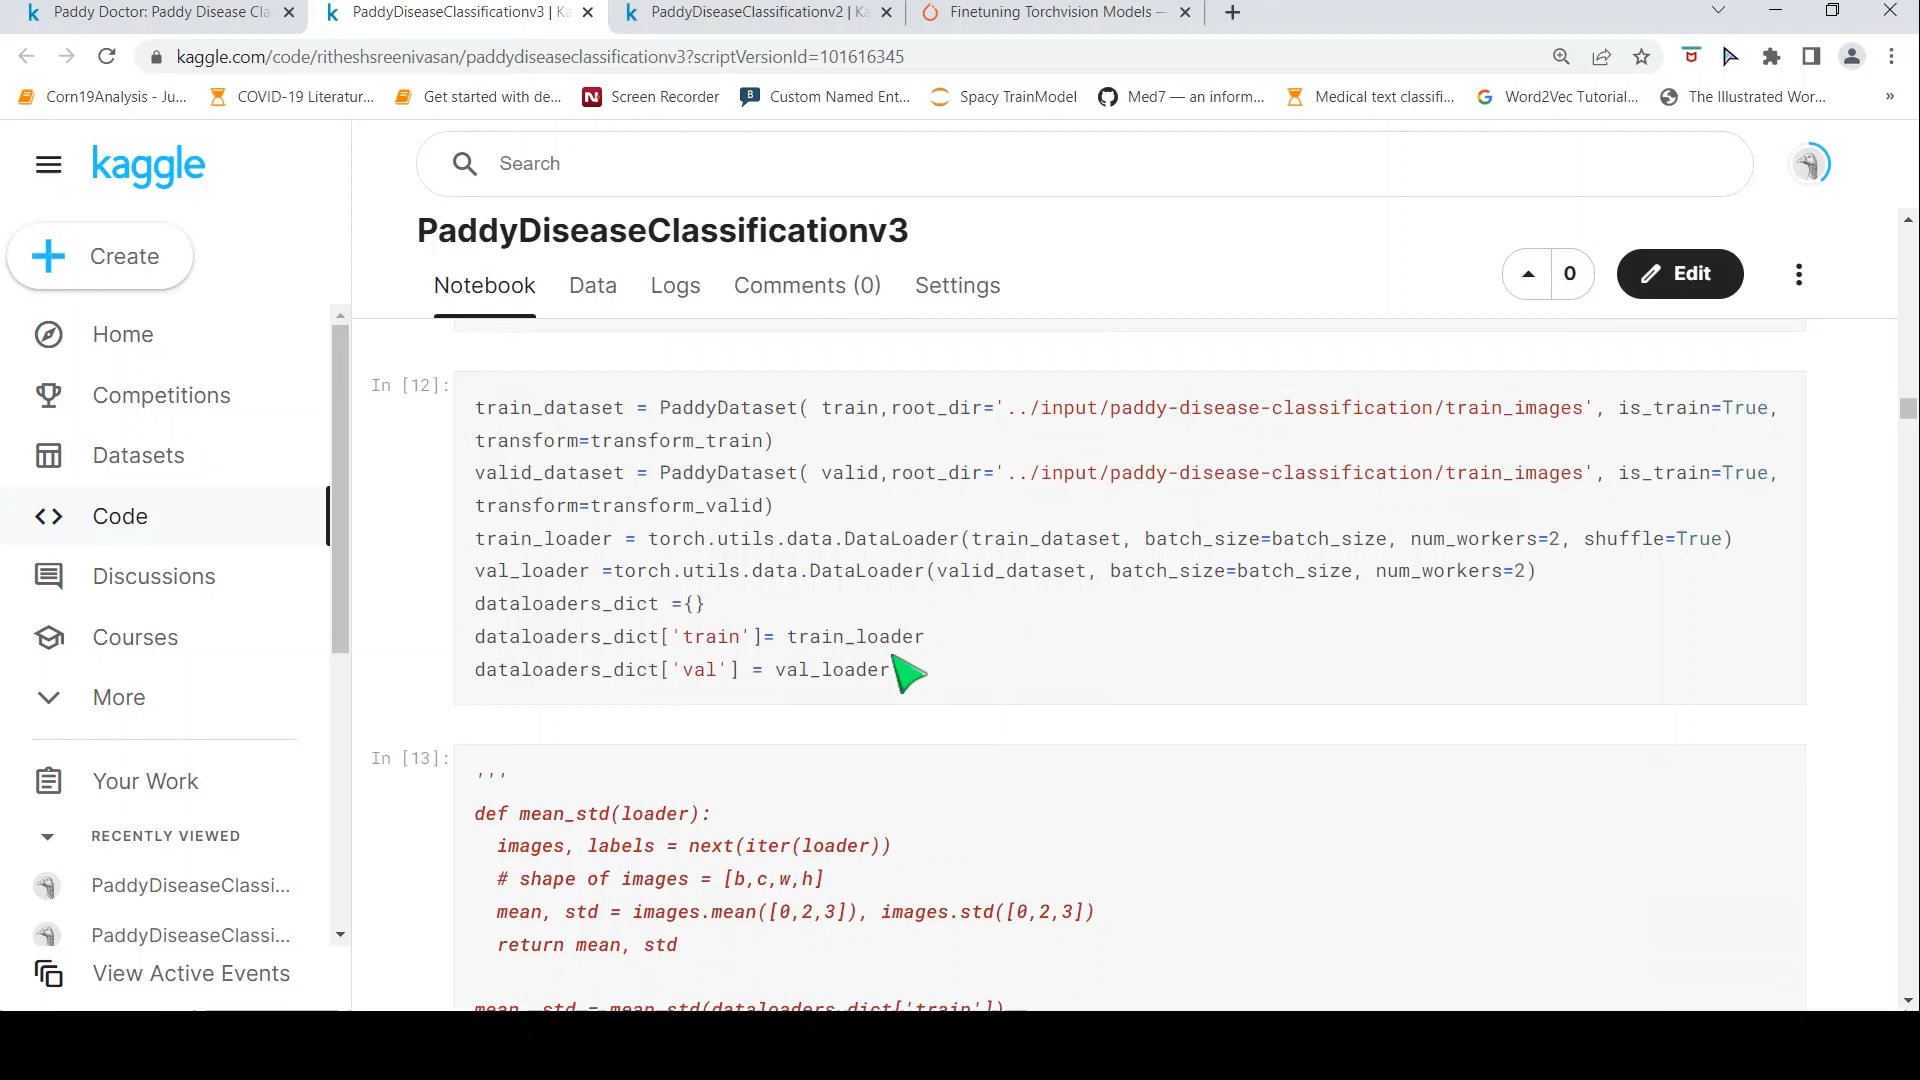 Paddy Doctor: Paddy Disease Cla
PaddyDiseaseClassificationv3 | Ka
PaddyDiseaseClassificationv2 | Ka
Finetuning Torchvision Models —
kaggle.com/code/ritheshsreenivasan/paddydiseaseclassificationv3?scriptVersionId=101616345
Corn19Analysis - Ju...
COVID-19 Literatur...
Get started with de...
Screen Recorder
Custom Named Ent...
Spacy TrainModel
Med7 — an inform...
Medical text classifi...
Word2Vec Tutorial...
The Illustrated Wor...
»
kaggle
Search
Create
Home
Competitions
Datasets
Code
Discussions
Courses
More
Your Work
RECENTLY VIEWED
PaddyDiseaseClassi...
PaddyDiseaseClassi...
View Active Events
PaddyDiseaseClassificationv3
Notebook
Data
Logs
Comments (0)
Settings
0
Edit
In [12]:
train_dataset = PaddyDataset( train,root_dir='../input/paddy-disease-classification/train_images', is_train=True,
transform=transform_train)
valid_dataset = PaddyDataset( valid,root_dir='../input/paddy-disease-classification/train_images', is_train=True,
transform=transform_valid)
train_loader = torch.utils.data.DataLoader(train_dataset, batch_size=batch_size, num_workers=2, shuffle=True)
val_loader =torch.utils.data.DataLoader(valid_dataset, batch_size=batch_size, num_workers=2)
dataloaders_dict ={}
dataloaders_dict['train']= train_loader
dataloaders_dict['val'] = val_loader
In [13]:
'''
def mean_std(loader):
images, labels = next(iter(loader))
# shape of images = [b,c,w,h]
mean, std = images.mean([0,2,3]), images.std([0,2,3])
return mean, std
mean, std = mean_std(dataloaders_dict['train'])